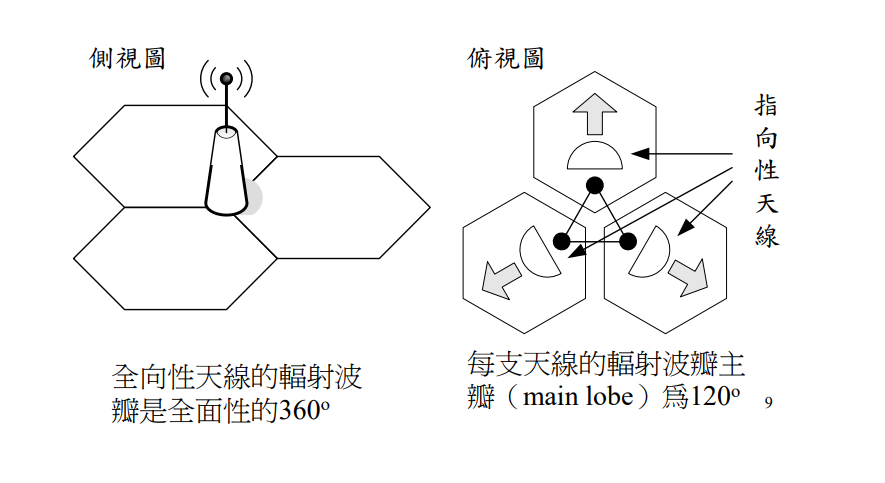 側視圖
俯視圖
指向性天線
全向性天線的輻射波
瓣是全面性的360º
每支天線的輻射波瓣主
瓣（main lobe）為120º
9